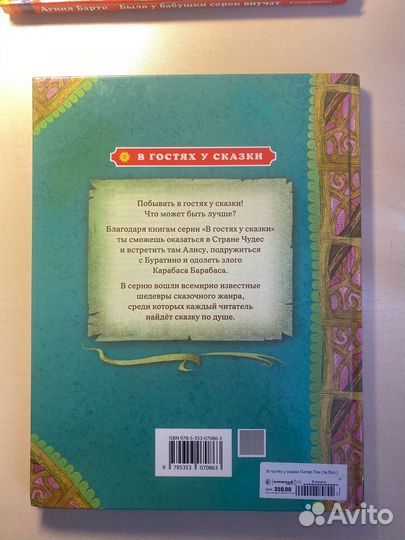 Агния Барто Было у бабушки сорок внучат
В ГОСТЯХ У СКАЗКИ
Побывать в гостях у сказки!
Что может быть лучше?
Благодаря книгам серии «В гостях у сказки»
ты сможешь оказаться в Стране Чудес
и встретить там Алису, подружиться
с Буратино и одолеть злого
Карабаса Барабаса.
В серию вошли всемирно известные
шедевры сказочного жанра,
среди которых каждый читатель
найдёт сказку по душе.
ISBN 978-5-353-07086-3
9 785353 070863
В гостях у сказки Питер Пэн (тв.бол.)
350,00
Avito